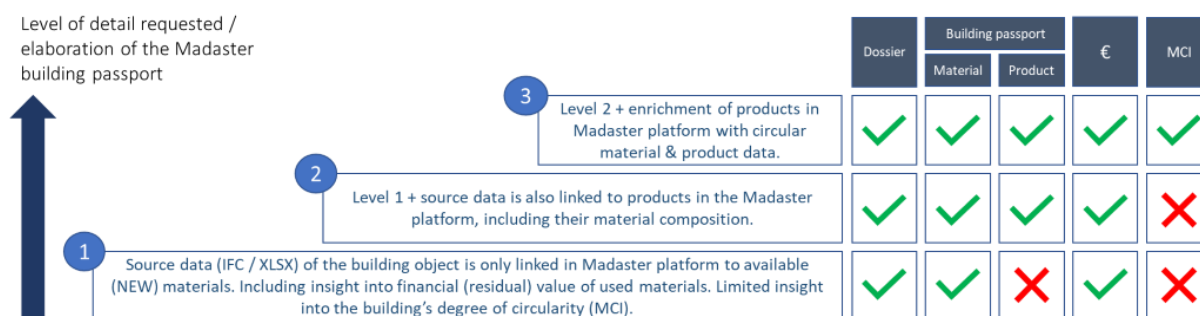 Level of detail requested /
elaboration of the Madaster
building passport
Dossier
Building passport
Material
Product
€
MCI
3
Level 2 + enrichment of products in
Madaster platform with circular
material & product data.
2
Level 1 + source data is also linked to products in the Madaster
platform, including their material composition.
1
Source data (IFC / XLSX) of the building object is only linked in Madaster platform to available
(NEW) materials. Including insight into financial (residual) value of used materials. Limited insight
into the building's degree of circularity (MCI).